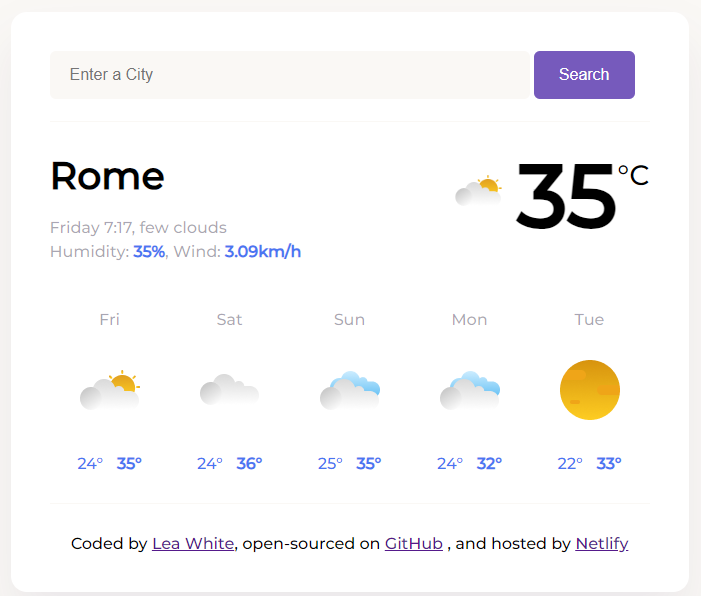 Enter a City
Search
Rome
35°C
Friday 7:17, few clouds
Humidity: 35%, Wind: 3.09km/h
Fri Sat Sun Mon Tue
24° 35° 24° 36° 25° 35° 24° 32° 22° 33°
Coded by Lea White, open-sourced on GitHub , and hosted by Netlify